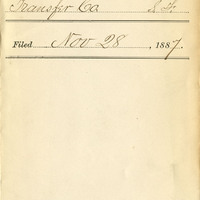 Transfer Co S.F.
Filed Nov 28, 1887.